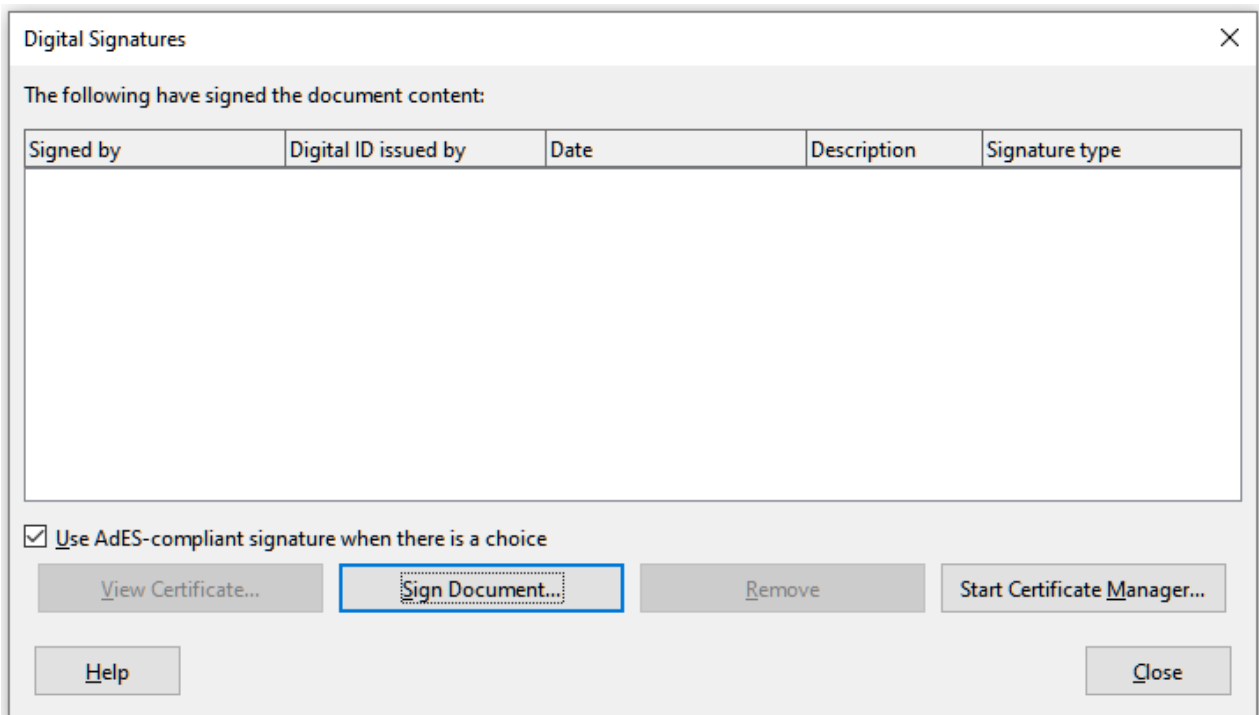 Digital Signatures
The following have signed the document content:
Signed by Digital ID issued by Date Description Signature type
Use AdES-compliant signature when there is a choice
View Certificate... Sign Document... Remove Start Certificate Manager...
Help Close